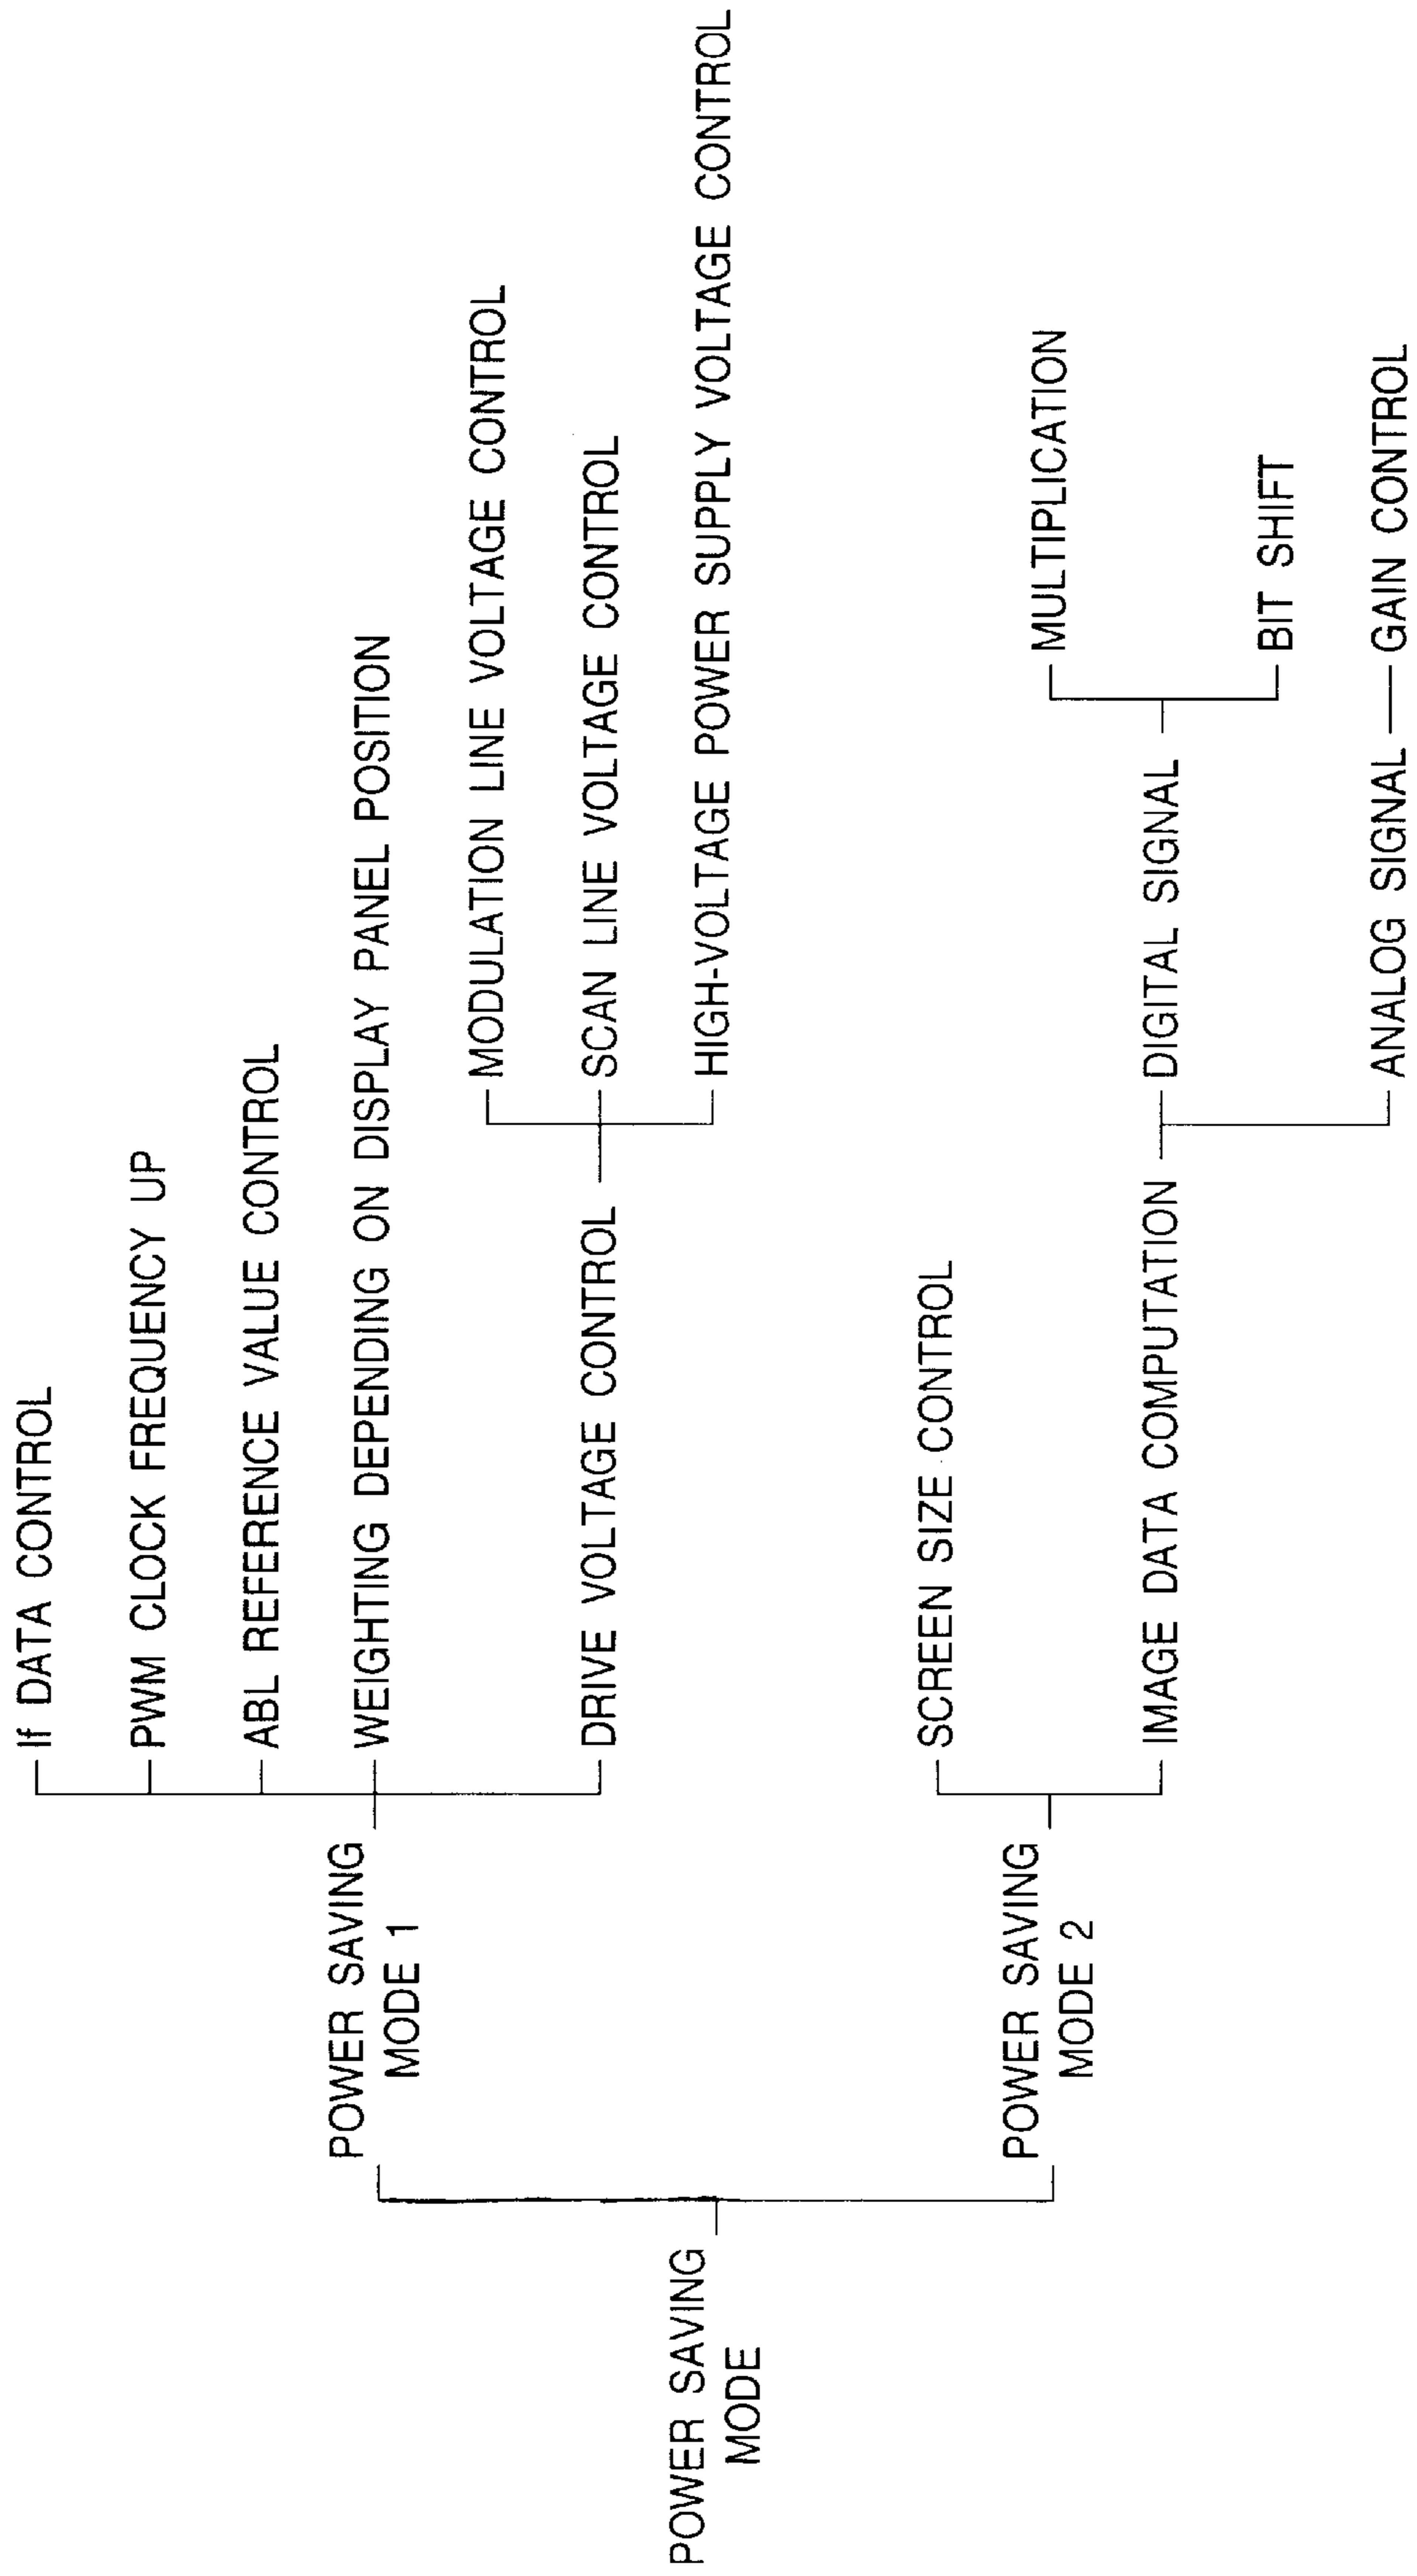 POWER SAVING
MODE
POWER SAVING
MODE 1
If DATA CONTROL
PWM CLOCK FREQUENCY UP
ABL REFERENCE VALUE CONTROL
WEIGHTING DEPENDING ON DISPLAY PANEL POSITION
DRIVE VOLTAGE CONTROL
MODULATION LINE VOLTAGE CONTROL
SCAN LINE VOLTAGE CONTROL
HIGH-VOLTAGE POWER SUPPLY VOLTAGE CONTROL
POWER SAVING
MODE 2
SCREEN SIZE CONTROL
IMAGE DATA COMPUTATION
DIGITAL SIGNAL
MULTIPLICATION
BIT SHIFT
ANALOG SIGNAL
GAIN CONTROL